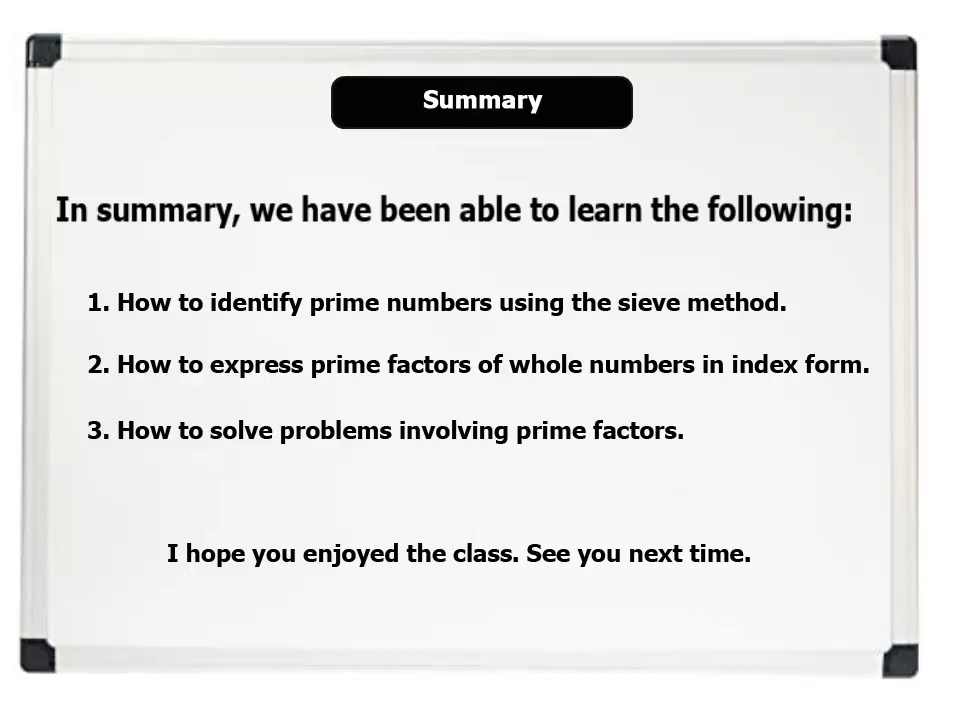 Summary
In summary, we have been able to learn the following:
1. How to identify prime numbers using the sieve method.
2. How to express prime factors of whole numbers in index form.
3. How to solve problems involving prime factors.
I hope you enjoyed the class. See you next time.